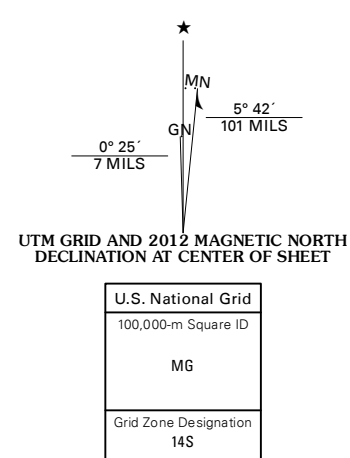 ★
MN
GN
5° 42´
101 MILS
0° 25´
7 MILS
UTM GRID AND 2012 MAGNETIC NORTH
DECLINATION AT CENTER OF SHEET
U.S. National Grid
100,000-m Square ID
MG
Grid Zone Designation
14S